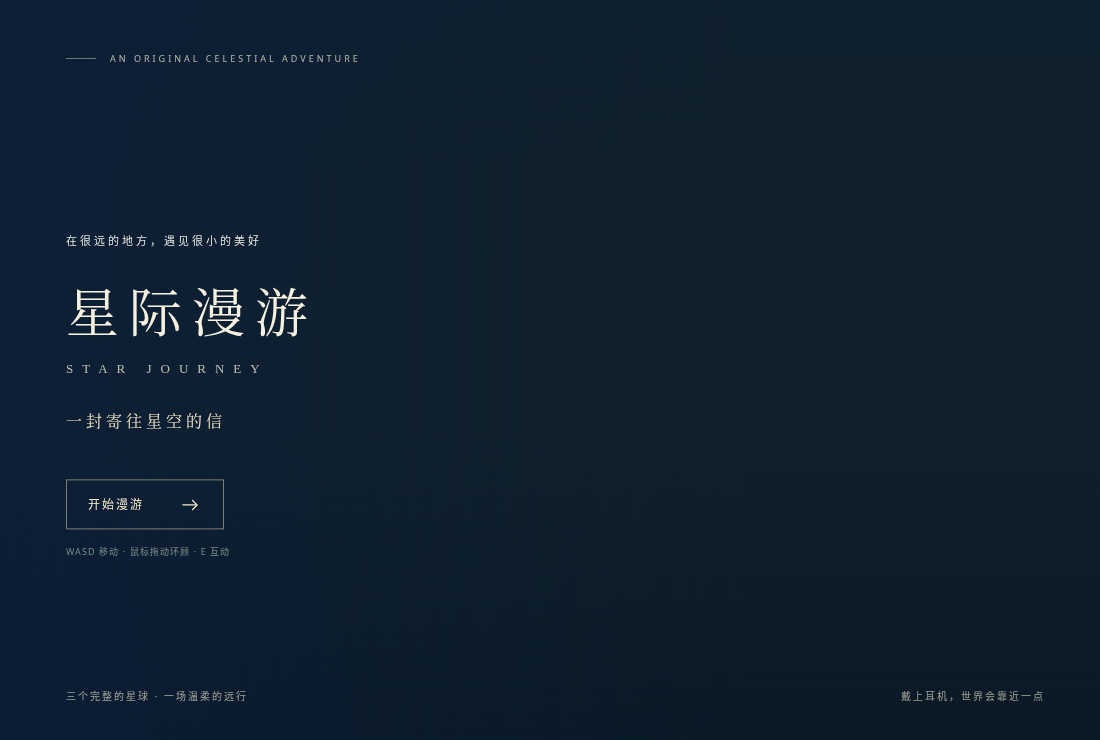 AN ORIGINAL CELESTIAL ADVENTURE
在很远的地方，遇见很小的美好
星际漫游
STAR JOURNEY
一封寄往星空的信
开始漫游 →
WASD 移动 · 鼠标拖动环顾 · E 互动
三个完整的星球 · 一场温柔的远行
戴上耳机，世界会靠近一点